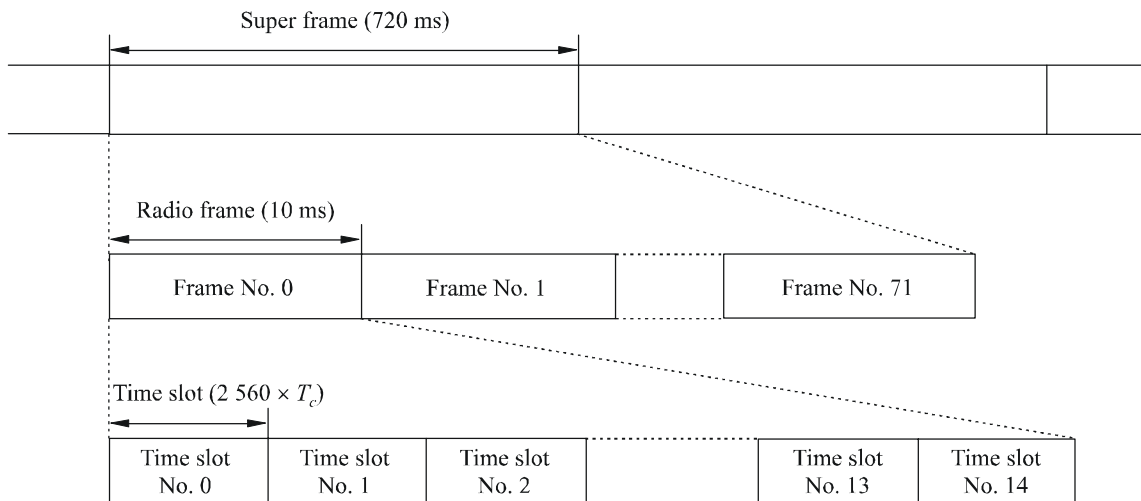 Super frame (720 ms)
Radio frame (10 ms)
Frame No. 0
Frame No. 1
Frame No. 71
Time slot (2 560 × Tc)
Time slot
No. 0
Time slot
No. 1
Time slot
No. 2
Time slot
No. 13
Time slot
No. 14